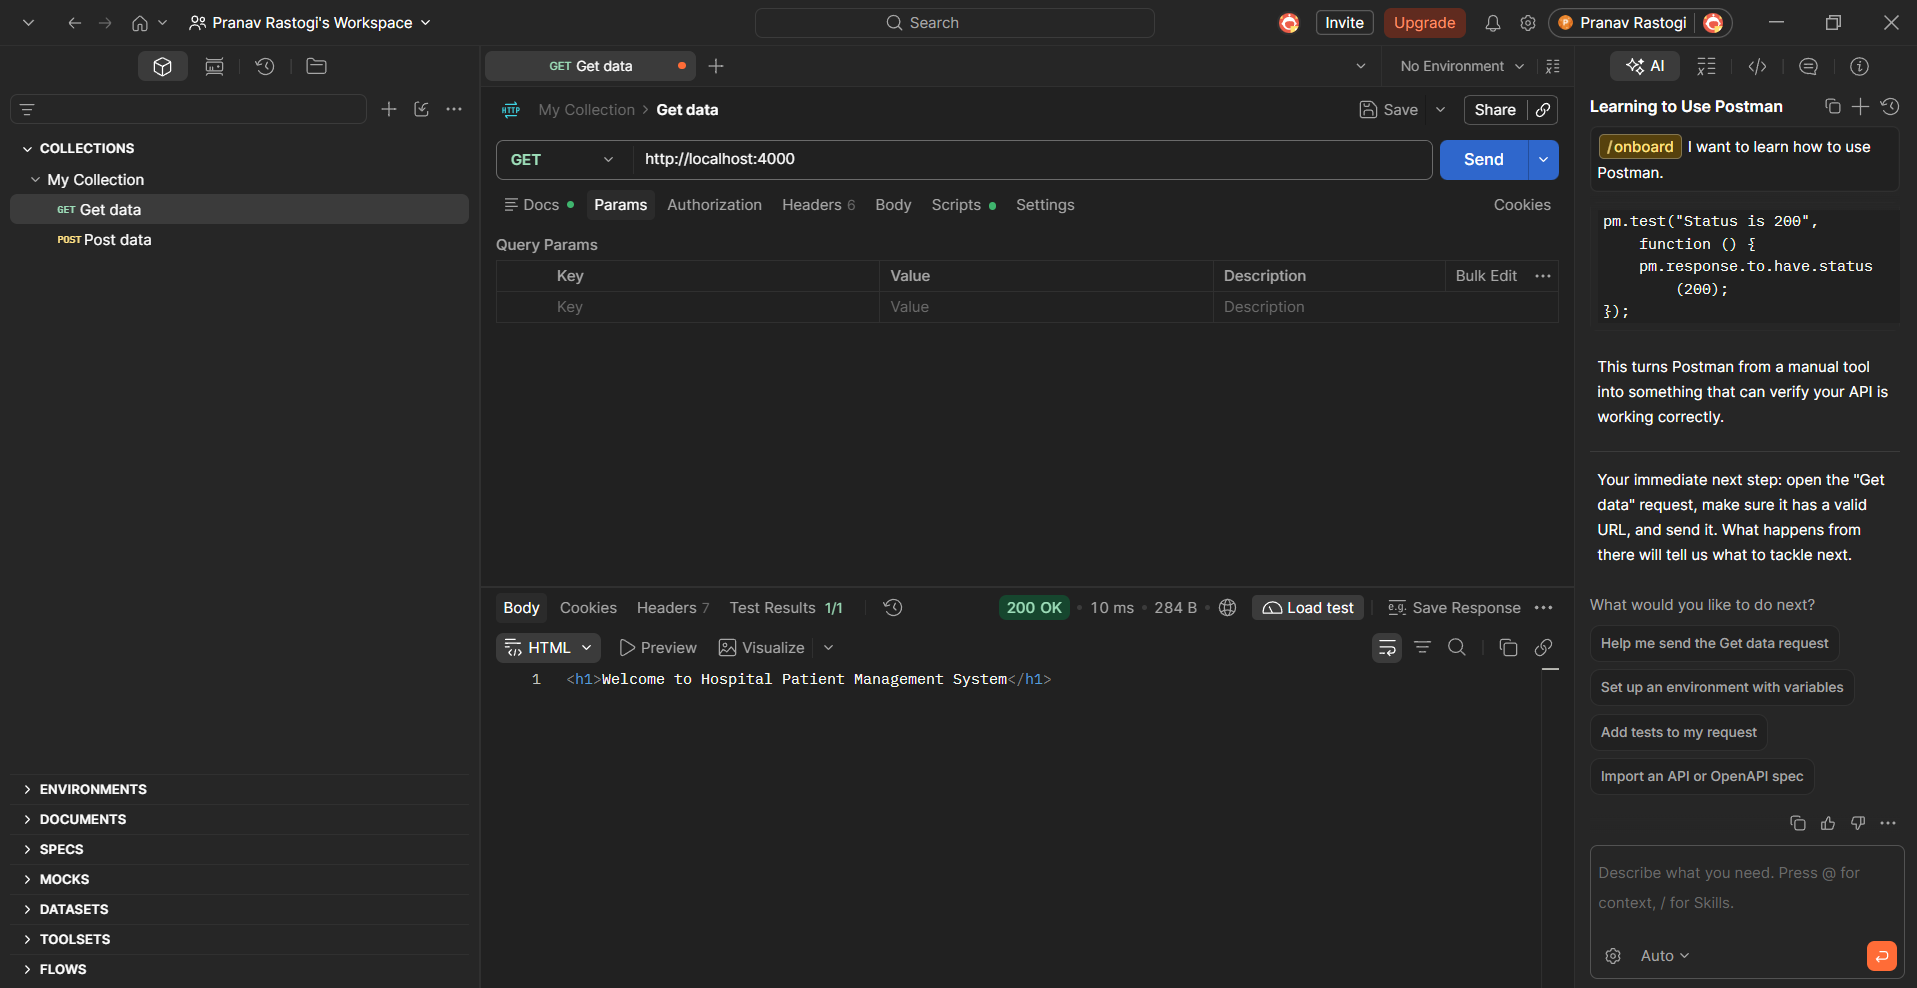 Pranav Rastogi's Workspace
Search
Invite
Upgrade
Pranav Rastogi
GET Get data
No Environment
AI
HTTP
My Collection > Get data
Save
Share
Learning to Use Postman
COLLECTIONS
My Collection
GET Get data
POST Post data
GET
http://localhost:4000
Send
Docs
Params
Authorization
Headers 6
Body
Scripts
Settings
Cookies
Query Params
Key Value Description Bulk Edit
Key Value Description
/onboard I want to learn how to use
Postman.
pm.test("Status is 200",
function () {
pm.response.to.have.status
(200);
});
This turns Postman from a manual tool
into something that can verify your API is
working correctly.
Your immediate next step: open the "Get
data" request, make sure it has a valid
URL, and send it. What happens from
there will tell us what to tackle next.
What would you like to do next?
Help me send the Get data request
Set up an environment with variables
Add tests to my request
Import an API or OpenAPI spec
Describe what you need. Press @ for
context, / for Skills.
Auto
Body Cookies Headers 7 Test Results 1/1
200 OK • 10 ms • 284 B •
Load test
e.g. Save Response
HTML
Preview
Visualize
1 <h1>Welcome to Hospital Patient Management System</h1>
ENVIRONMENTS
DOCUMENTS
SPECS
MOCKS
DATASETS
TOOLSETS
FLOWS